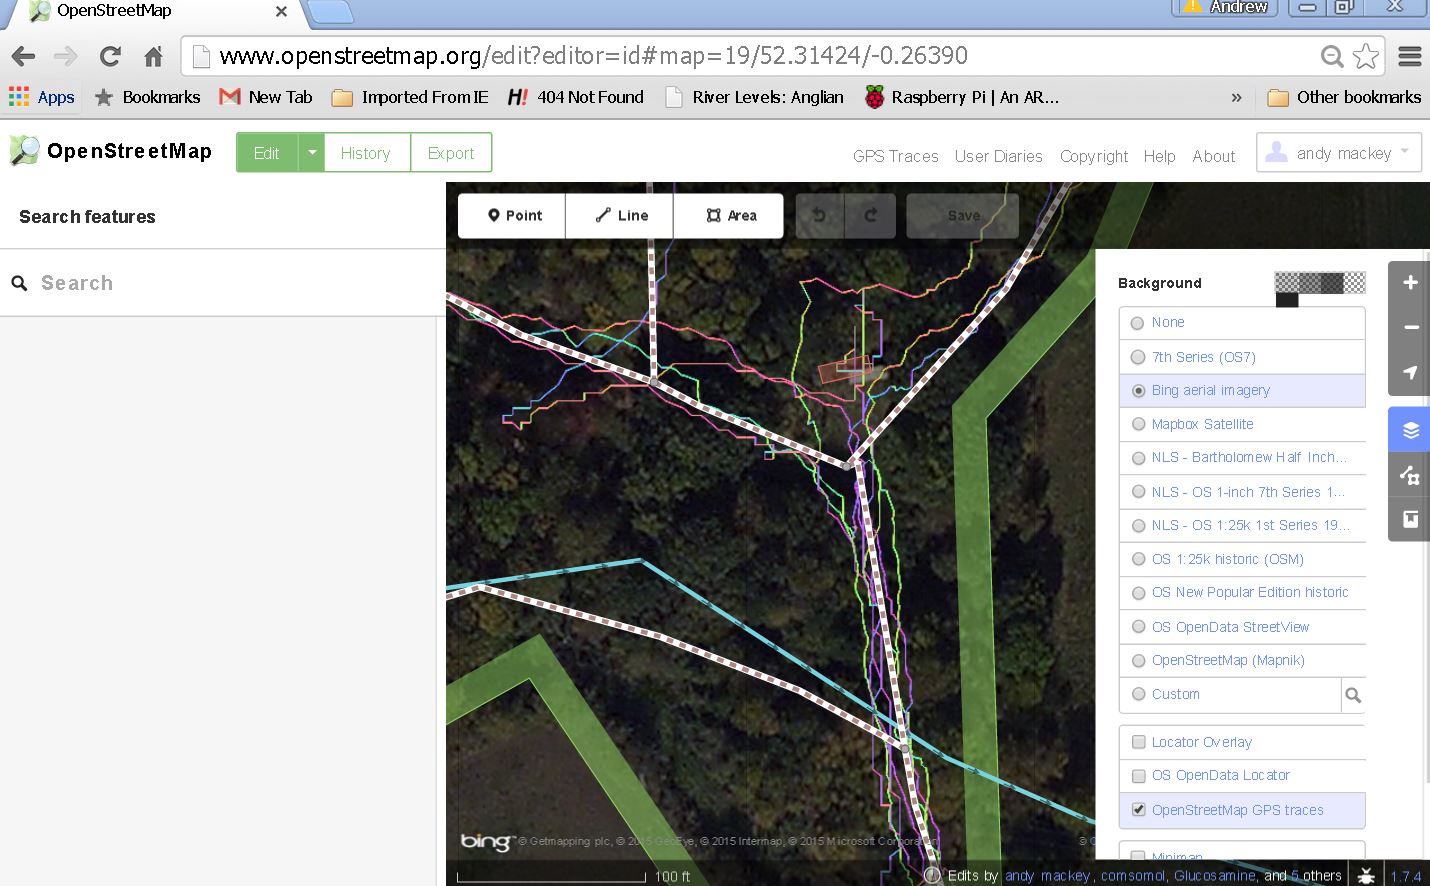 OpenStreetMap
Andrew
www.openstreetmap.org/edit?editor=id#map=19/52.31424/-0.26390
Apps Bookmarks New Tab Imported From IE H! 404 Not Found River Levels: Anglian Raspberry Pi | An AR... » Other bookmarks
OpenStreetMap Edit History Export GPS Traces User Diaries Copyright Help About andy mackey
Search features
Search
Point Line Area Save
Background
None
7th Series (OS7)
Bing aerial imagery
Mapbox Satellite
NLS - Bartholomew Half Inch...
NLS - OS 1-inch 7th Series 1...
NLS - OS 1:25k 1st Series 19...
OS 1:25k historic (OSM)
OS New Popular Edition historic
OS OpenData StreetView
OpenStreetMap (Mapnik)
Custom
Locator Overlay
OS OpenData Locator
OpenStreetMap GPS traces
Minimap
bing™ © Getmapping plc, © 2015 GeoEye, © 2015 Intermap, © 2015 Microsoft Corporation
100 ft
Edits by andy mackey, comsomol, Glucosamine, and 5 others
1.7.4